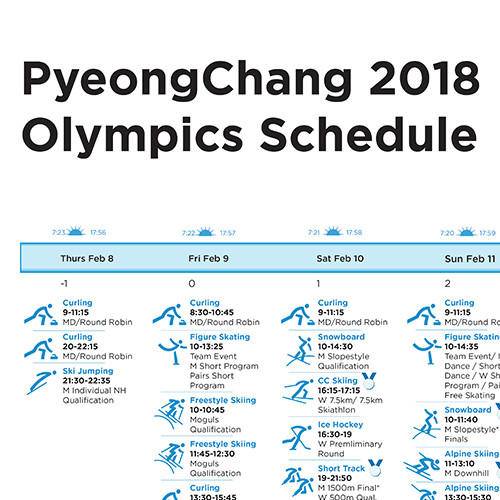 PyeongChang 2018
Olympics Schedule
7:23 17:56
7:22 17:57
7:21 17:58
7:20 17:59
Thurs Feb 8
Fri Feb 9
Sat Feb 10
Sun Feb 11
-1
0
1
2
Curling
9-11:15
MD/Round Robin
Curling
20-22:15
MD/Round Robin
Ski Jumping
21:30-22:35
M Individual NH
Qualification
Curling
8:30-10:45
MD/Round Robin
Figure Skating
10-13:25
Team Event
M Short Program
Pairs Short
Program
Freestyle Skiing
10-10:45
Moguls
Qualification
Freestyle Skiing
11:45-12:30
Moguls
Qualification
Curling
13:30-15:45
Curling
9-11:15
MD/Round Robin
Snowboard
10-14:30
M Slopestyle
Qualification
CC Skiing
16:15-17:15
W 7.5km/ 7.5km
Skiathlon
Ice Hockey
16:30-19
W Premliminary
Round
Short Track
19-21:50
M 1500m Final*
W 500m Qual
Curling
9-11:15
MD/Rou
Figure Skating
10-14:35
Team Event/ I
Dance / Short
Dance / W Sh
Program / Pai
Free Skating
Snowboard
10-11:40
M Slopestyle*
Finals
Alpine Skiing
11-13:10
M Downhill
Alpine Skiing
13:30-15:35